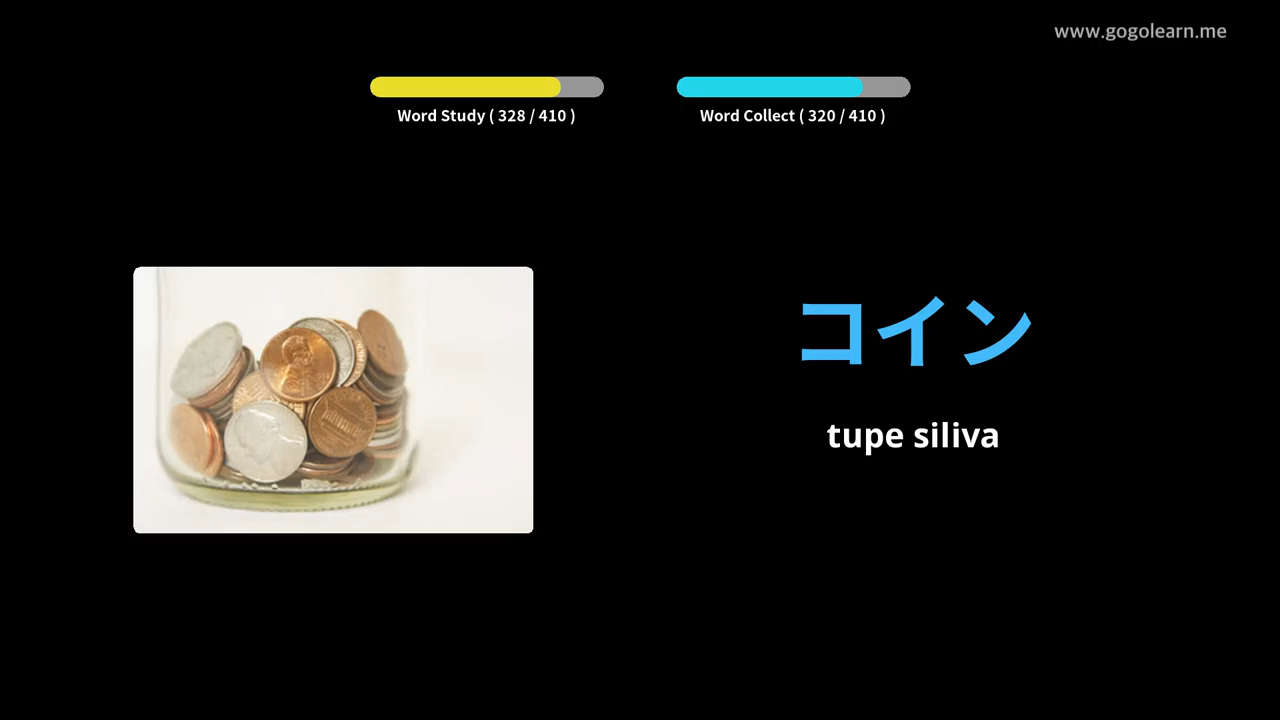 www.gogolearn.me
Word Study ( 328 / 410 )
Word Collect ( 320 / 410 )
コイン
tupe siliva